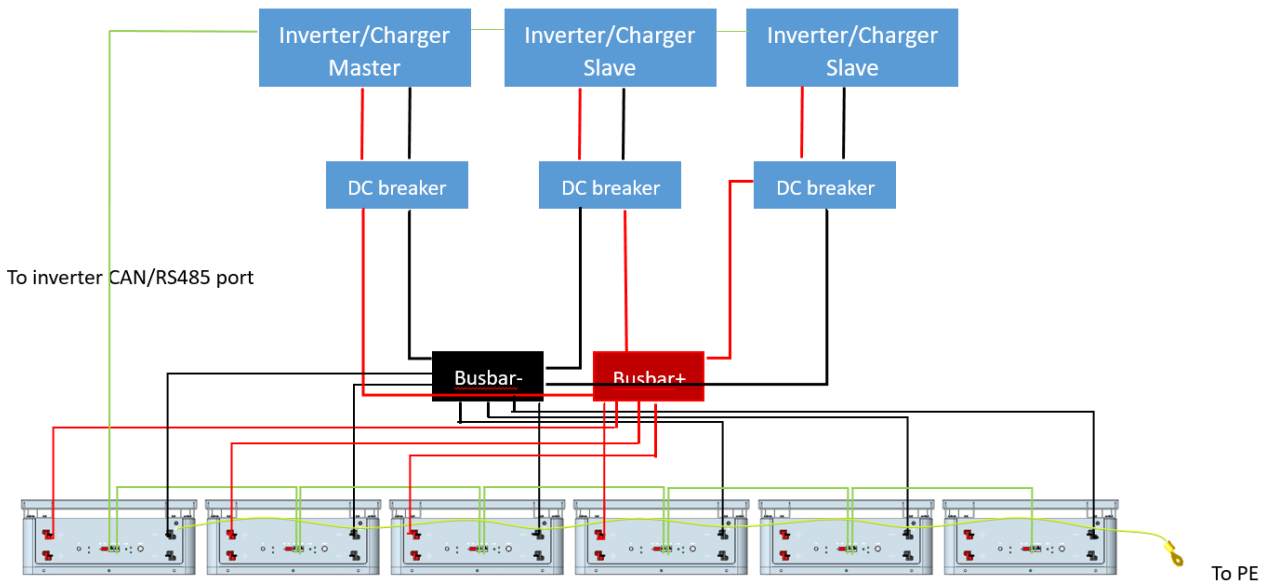 Inverter/Charger
Master
Inverter/Charger
Slave
Inverter/Charger
Slave
DC breaker
DC breaker
DC breaker
To inverter CAN/RS485 port
Busbar-
Busbar+
To PE